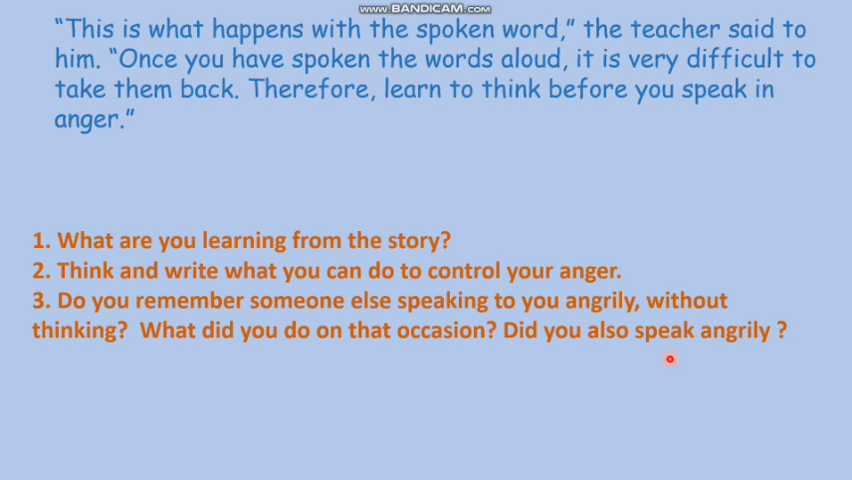 www.BANDICAM.com
“This is what happens with the spoken word,” the teacher said to
him. “Once you have spoken the words aloud, it is very difficult to
take them back. Therefore, learn to think before you speak in
anger.”
1. What are you learning from the story?
2. Think and write what you can do to control your anger.
3. Do you remember someone else speaking to you angrily, without
thinking?  What did you do on that occasion? Did you also speak angrily ?